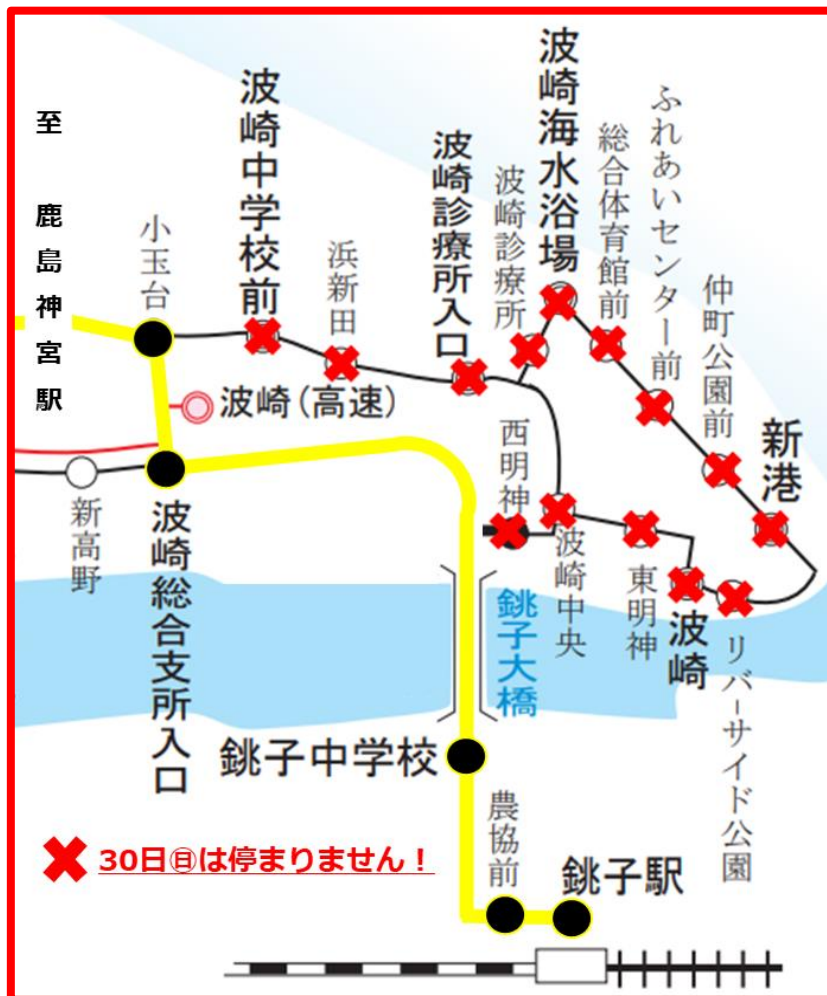 至 鹿島神宮駅
小玉台
波崎中学校前
浜新田
波崎診療所入口
波崎診療所
波崎海水浴場
総合体育館前
ふれあいセンター前
仲町公園前
新港
波崎(高速)
西明神
波崎中央
東明神
波崎
リバーサイド公園
新高野
波崎総合支所入口
銚子大橋
銚子中学校
農協前
銚子駅
30日㊐は停まりません!